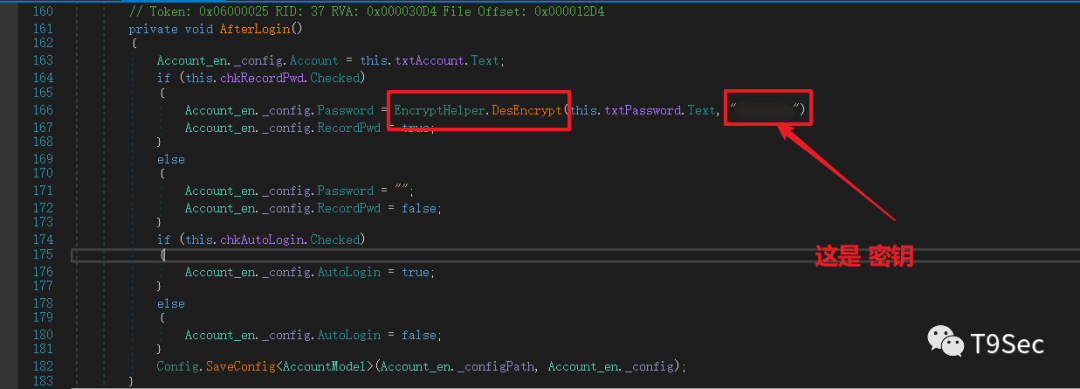 160 // Token: 0x06000025 RID: 37 RVA: 0x000030D4 File Offset: 0x000012D4
161 private void AfterLogin()
162 {
163 Account_en._config.Account = this.txtAccount.Text;
164 if (this.chkRecordPwd.Checked)
165 {
166 Account_en._config.Password = EncryptHelper.DesEncrypt(this.txtPassword.Text, "")
167 Account_en._config.RecordPwd = true;
168 }
169 else
170 {
171 Account_en._config.Password = "";
172 Account_en._config.RecordPwd = false;
173 }
174 if (this.chkAutoLogin.Checked)
175 {
176 Account_en._config.AutoLogin = true;
177 }
178 else
179 {
180 Account_en._config.AutoLogin = false;
181 }
182 Config.SaveConfig<AccountModel>(Account_en._configPath, Account_en._config);
183 }
这是 密钥
T9Sec